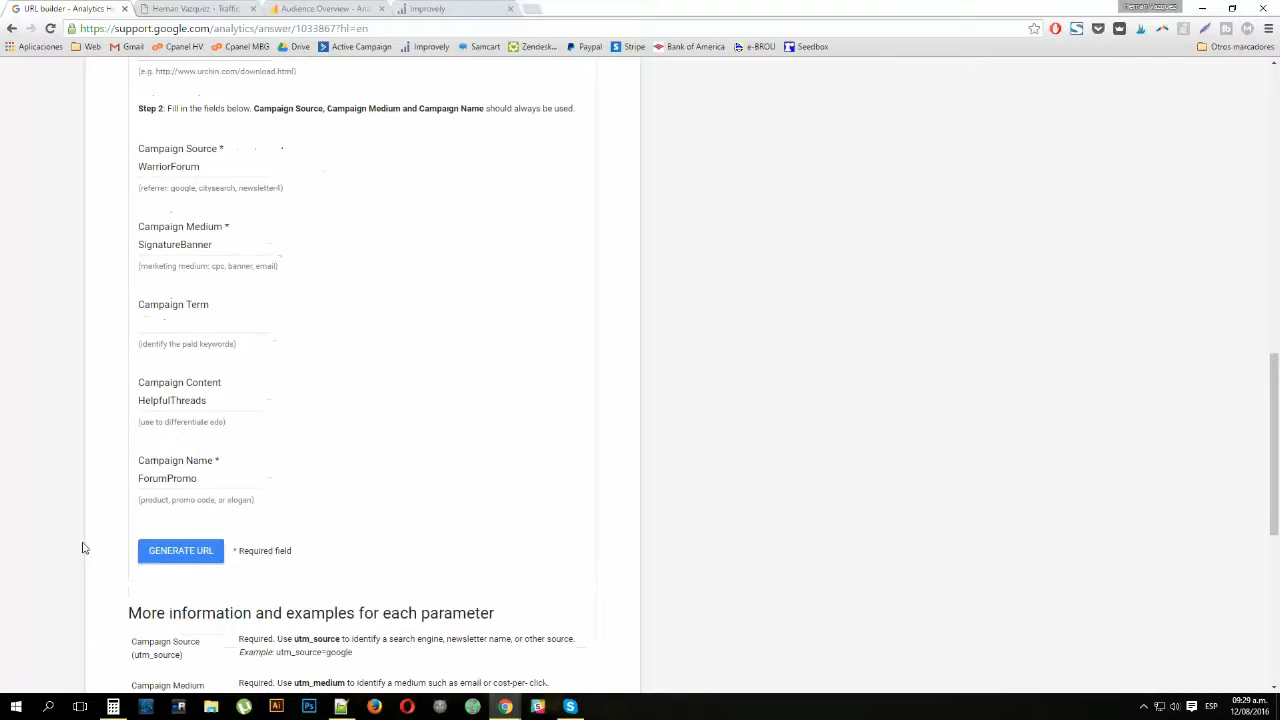 URL builder - Analytics H
Hernan Vazquez - Traffic
Audience Overview - Ana
Improvely
Hernan Vazquez
https://support.google.com/analytics/answer/1033867?hl=en
Aplicaciones
Gmail
Cpanel HV
Cpanel MBG
Drive
Active Campaign
Improvely
Samcart
Zendesk...
Paypal
Stripe
Bank of America
e-BROU
Seedbox
Otros marcadores
(e.g. http://www.urchin.com/download.html)
Step 2: Fill in the fields below. Campaign Source, Campaign Medium and Campaign Name should always be used.
Campaign Source *
WarriorForum
(referrer: google, citysearch, newsletter4)
Campaign Medium *
SignatureBanner
(marketing medium: cpc, banner, email)
Campaign Term
(identify the paid keywords)
Campaign Content
HelpfulThreads
(use to differentiate ads)
Campaign Name *
ForumPromo
(product, promo code, or slogan)
GENERATE URL
* Required field
More information and examples for each parameter
Campaign Source
(utm_source)
Required. Use utm_source to identify a search engine, newsletter name, or other source.
Example: utm_source=google
Campaign Medium
Required. Use utm_medium to identify a medium such as email or cost-per- click.
ESP
09:29 a.m.
12/08/2016